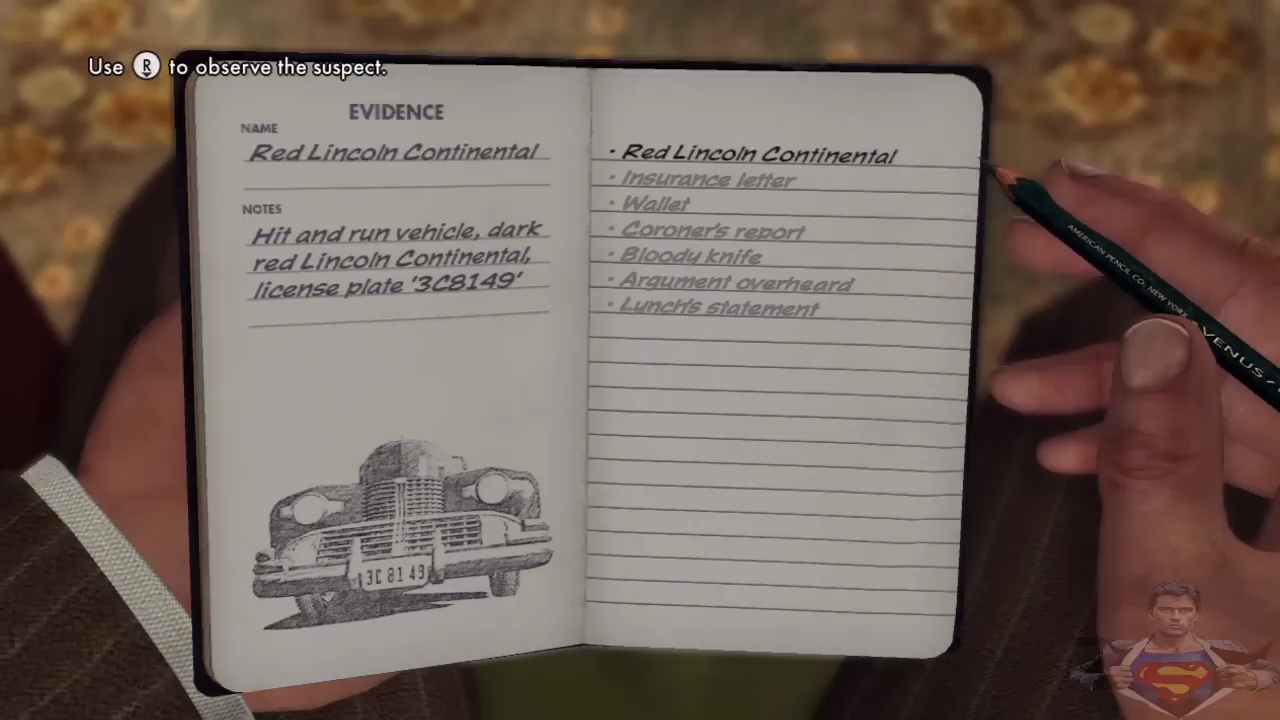 Use R to observe the suspect.
EVIDENCE
NAME
Red Lincoln Continental
NOTES
Hit and run vehicle, dark
red Lincoln Continental,
license plate '3C8149'
3C 81 49
· Red Lincoln Continental
· Insurance letter
· Wallet
· Coroner's report
· Bloody knife
· Argument overheard
· Lunch's statement
AMERICAN PENCIL CO. NEW YORK
VENUS